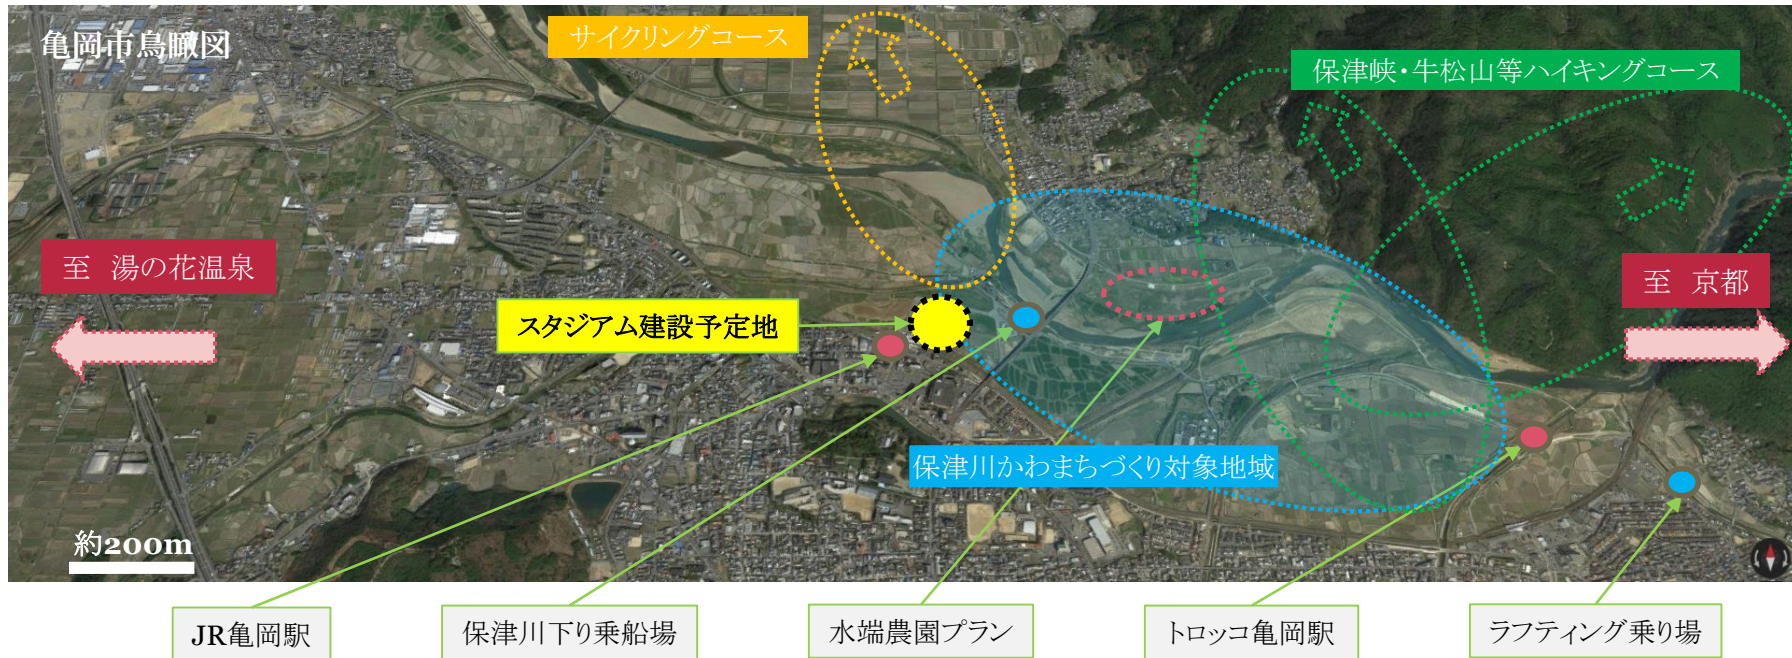 亀岡市鳥瞰図
サイクリングコース
保津峡・牛松山等ハイキングコース
至 湯の花温泉
至 京都
スタジアム建設予定地
保津川かわまちづくり対象地域
約200m
JR亀岡駅
保津川下り乗船場
水端農園プラン
トロッコ亀岡駅
ラフティング乗り場